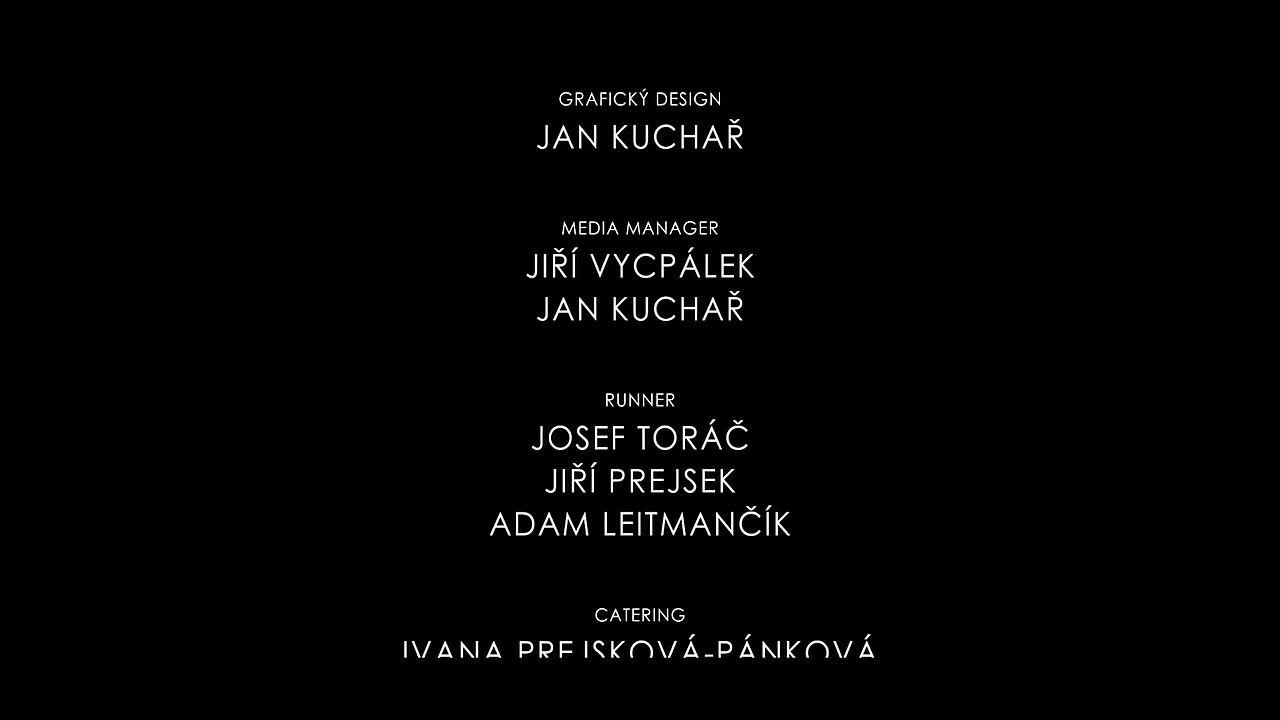 GRAFICKÝ DESIGN
JAN KUCHAŘ
MEDIA MANAGER
JIŘÍ VYCPÁLEK
JAN KUCHAŘ
RUNNER
JOSEF TORÁČ
JIŘÍ PREJSEK
ADAM LEITMANČÍK
CATERING
IVANA PREJSKOVÁ-PÁNKOVÁ